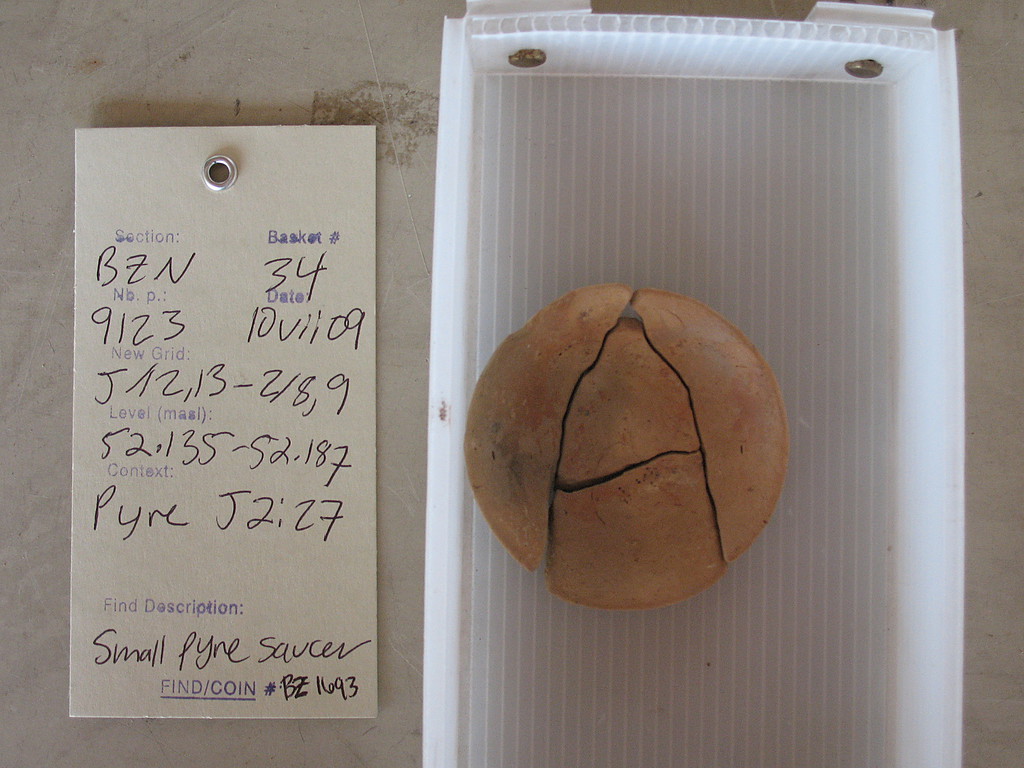 Section: Basket #
BZN 34
Nb. p.: Date:
9123 10vii09
New Grid:
J/12,13-2/8,9
Level (masl):
52.135-52.187
Context:
Pyre J2:27
Find Description:
Small pyre saucer
FIND/COIN # BZ 1693